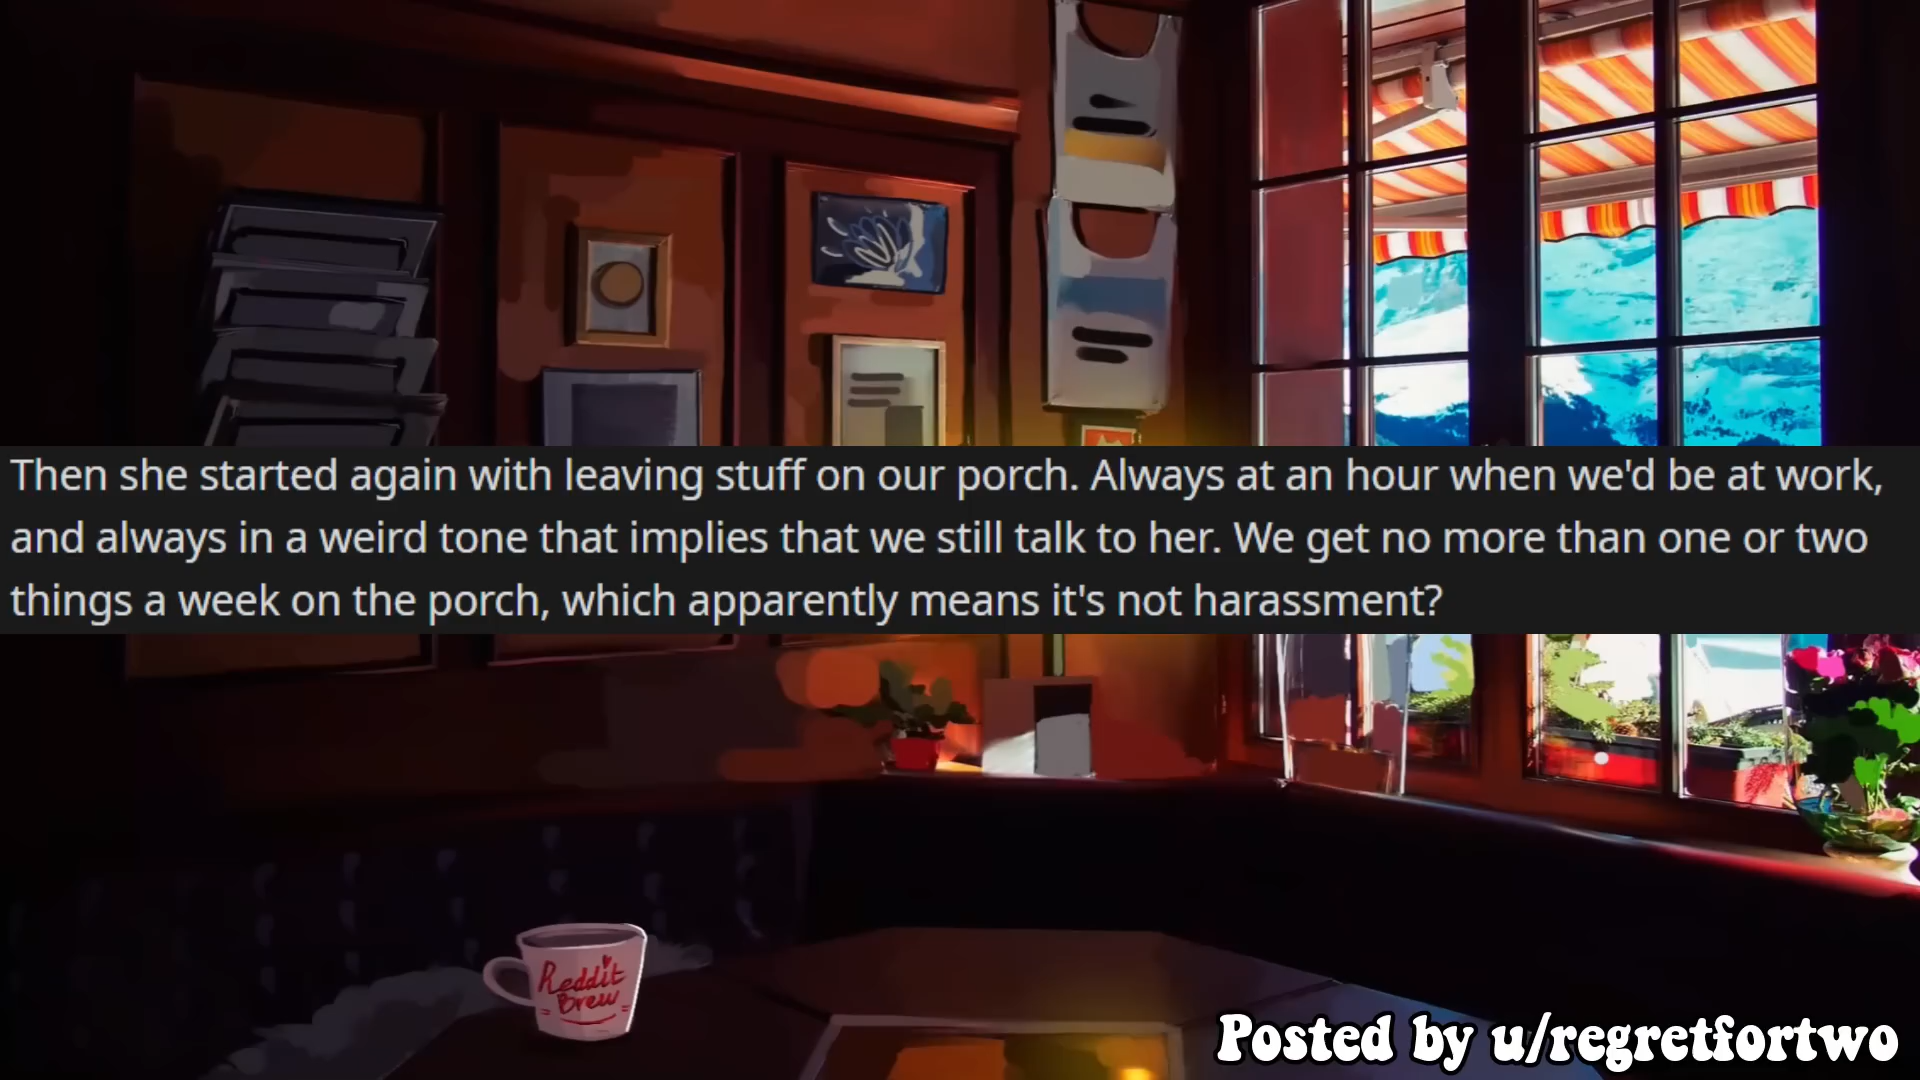 Then she started again with leaving stuff on our porch. Always at an hour when we'd be at work,
and always in a weird tone that implies that we still talk to her. We get no more than one or two
things a week on the porch, which apparently means it's not harassment?
Reddit
Brew
Posted by u/regretfortwo